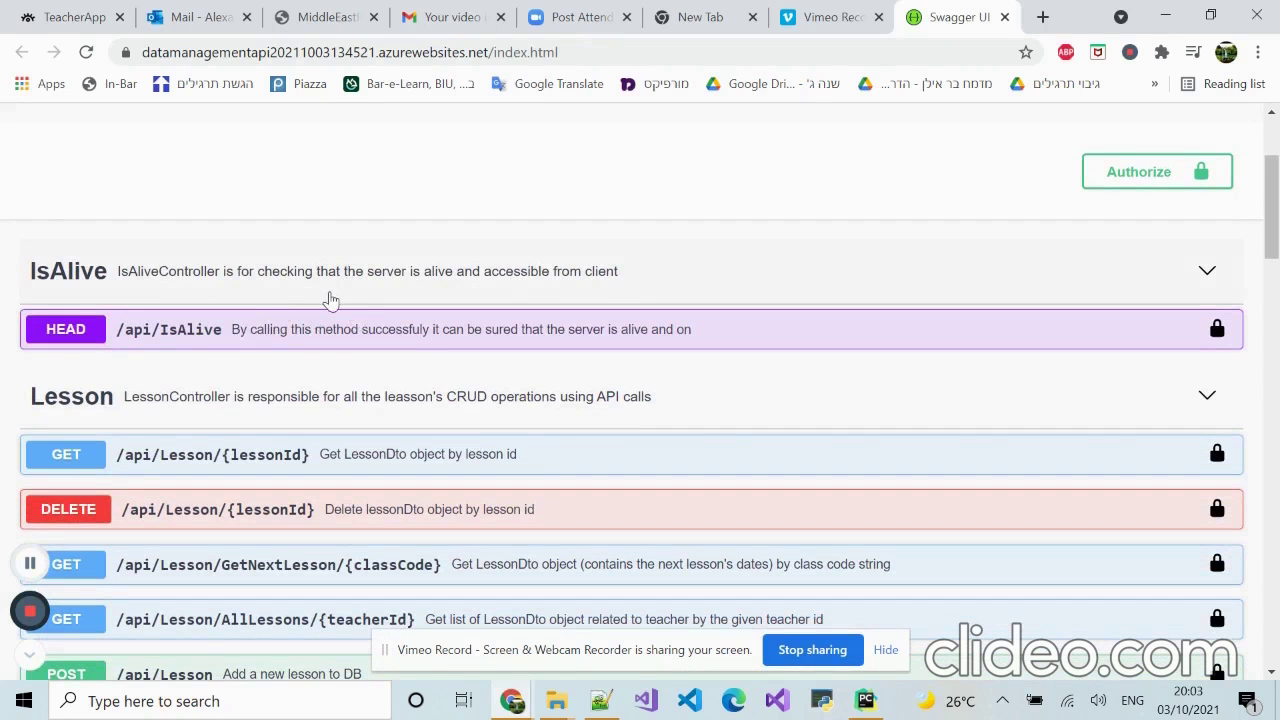 TeacherApp
Mail - Alexa
MiddleEast
Your video
Post Attend
New Tab
Vimeo Reco
Swagger UI
datamanagementapi20211003134521.azurewebsites.net/index.html
ABP
Apps
In-Bar
הגשת תרגילים
Piazza
Bar-e-Learn, BIU, ...ב
Google Translate
מורפיקס
Google Dri... - שנה ג'
מדמח בר אילן - הדר...
גיבוי תרגילים
»
Reading list
Authorize
IsAlive IsAliveController is for checking that the server is alive and accessible from client
HEAD /api/IsAlive By calling this method successfuly it can be sured that the server is alive and on
Lesson LessonController is responsible for all the leasson's CRUD operations using API calls
GET /api/Lesson/{lessonId} Get LessonDto object by lesson id
DELETE /api/Lesson/{lessonId} Delete lessonDto object by lesson id
GET /api/Lesson/GetNextLesson/{classCode} Get LessonDto object (contains the next lesson's dates) by class code string
GET /api/Lesson/AllLessons/{teacherId} Get list of LessonDto object related to teacher by the given teacher id
Vimeo Record - Screen & Webcam Recorder is sharing your screen. Stop sharing Hide
POST /api/Lesson Add a new lesson to DB
clideo.com
Type here to search
PC
26°C
ENG
20:03
03/10/2021
1